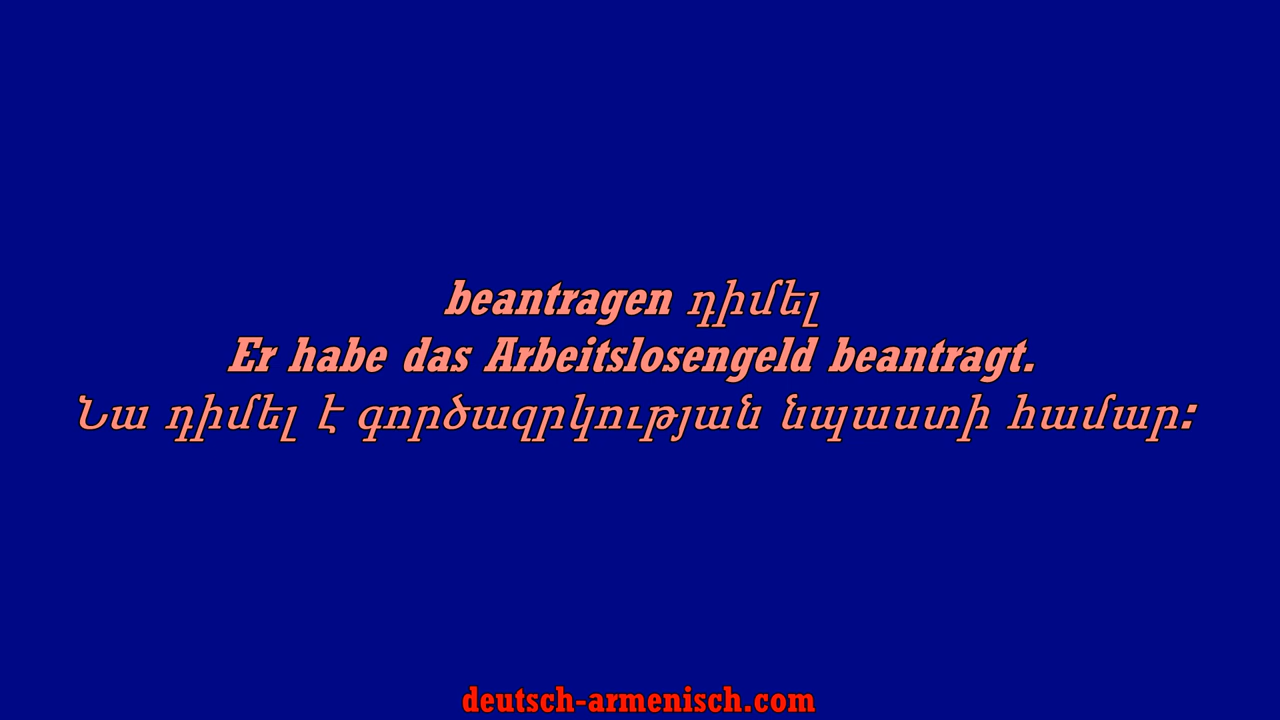 beantragen դիմել
Er habe das Arbeitslosengeld beantragt.
Նա դիմել է գործազրկության նպաստի համար:
deutsch-armenisch.com